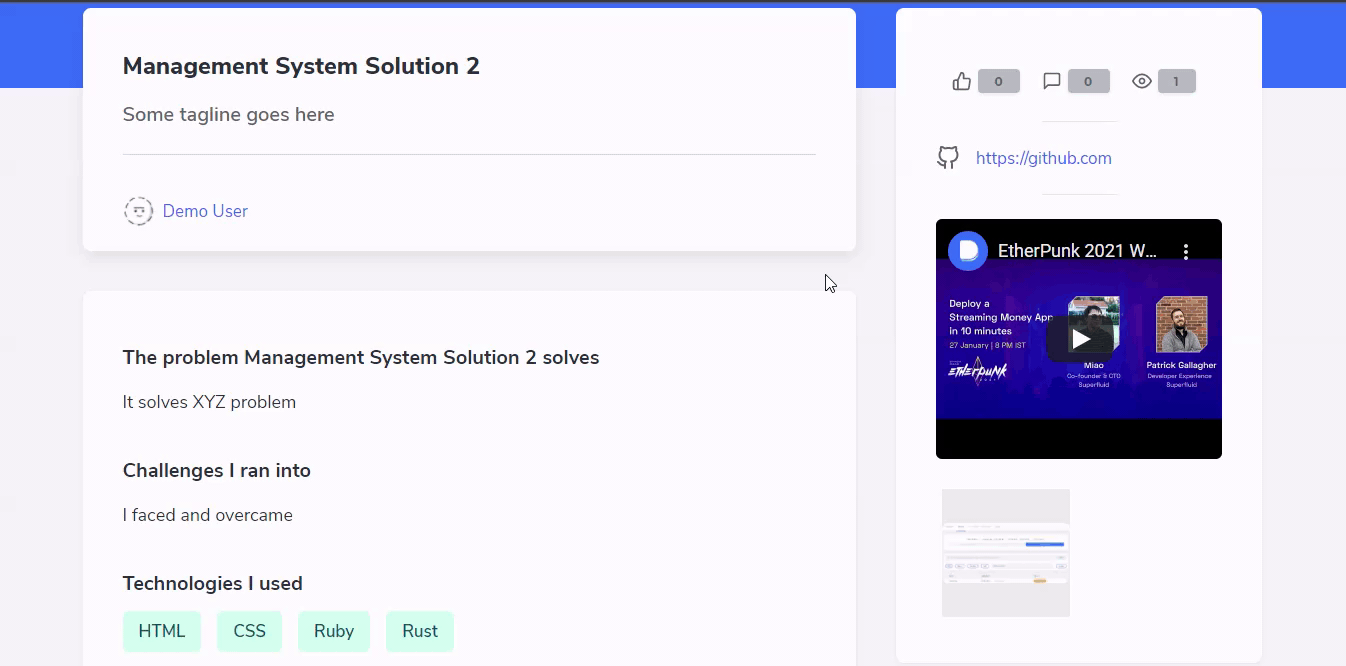 Management System Solution 2
Some tagline goes here
Demo User
The problem Management System Solution 2 solves
It solves XYZ problem
Challenges I ran into
I faced and overcame
Technologies I used
HTML CSS Ruby Rust
0 0 1
https://github.com
EtherPunk 2021 W...
Deploy a
Streaming Money App
in 10 minutes
27 January | 8 PM IST
etherpunk
Miao
Co-founder & CTO
Superfluid
Patrick Gallagher
Developer Experience
Superfluid